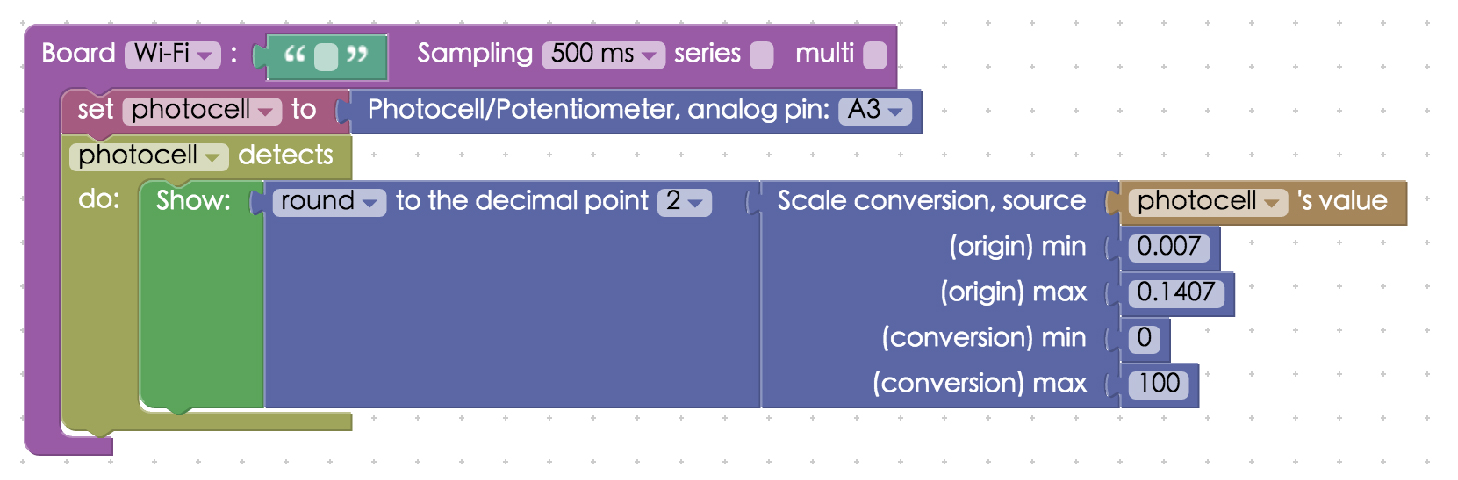 Board Wi-Fi : “ ” Sampling 500 ms series multi
set photocell to Photocell/Potentiometer, analog pin: A3
photocell detects
do: Show: round to the decimal point 2 Scale conversion, source photocell 's value
(origin) min 0.007
(origin) max 0.1407
(conversion) min 0
(conversion) max 100